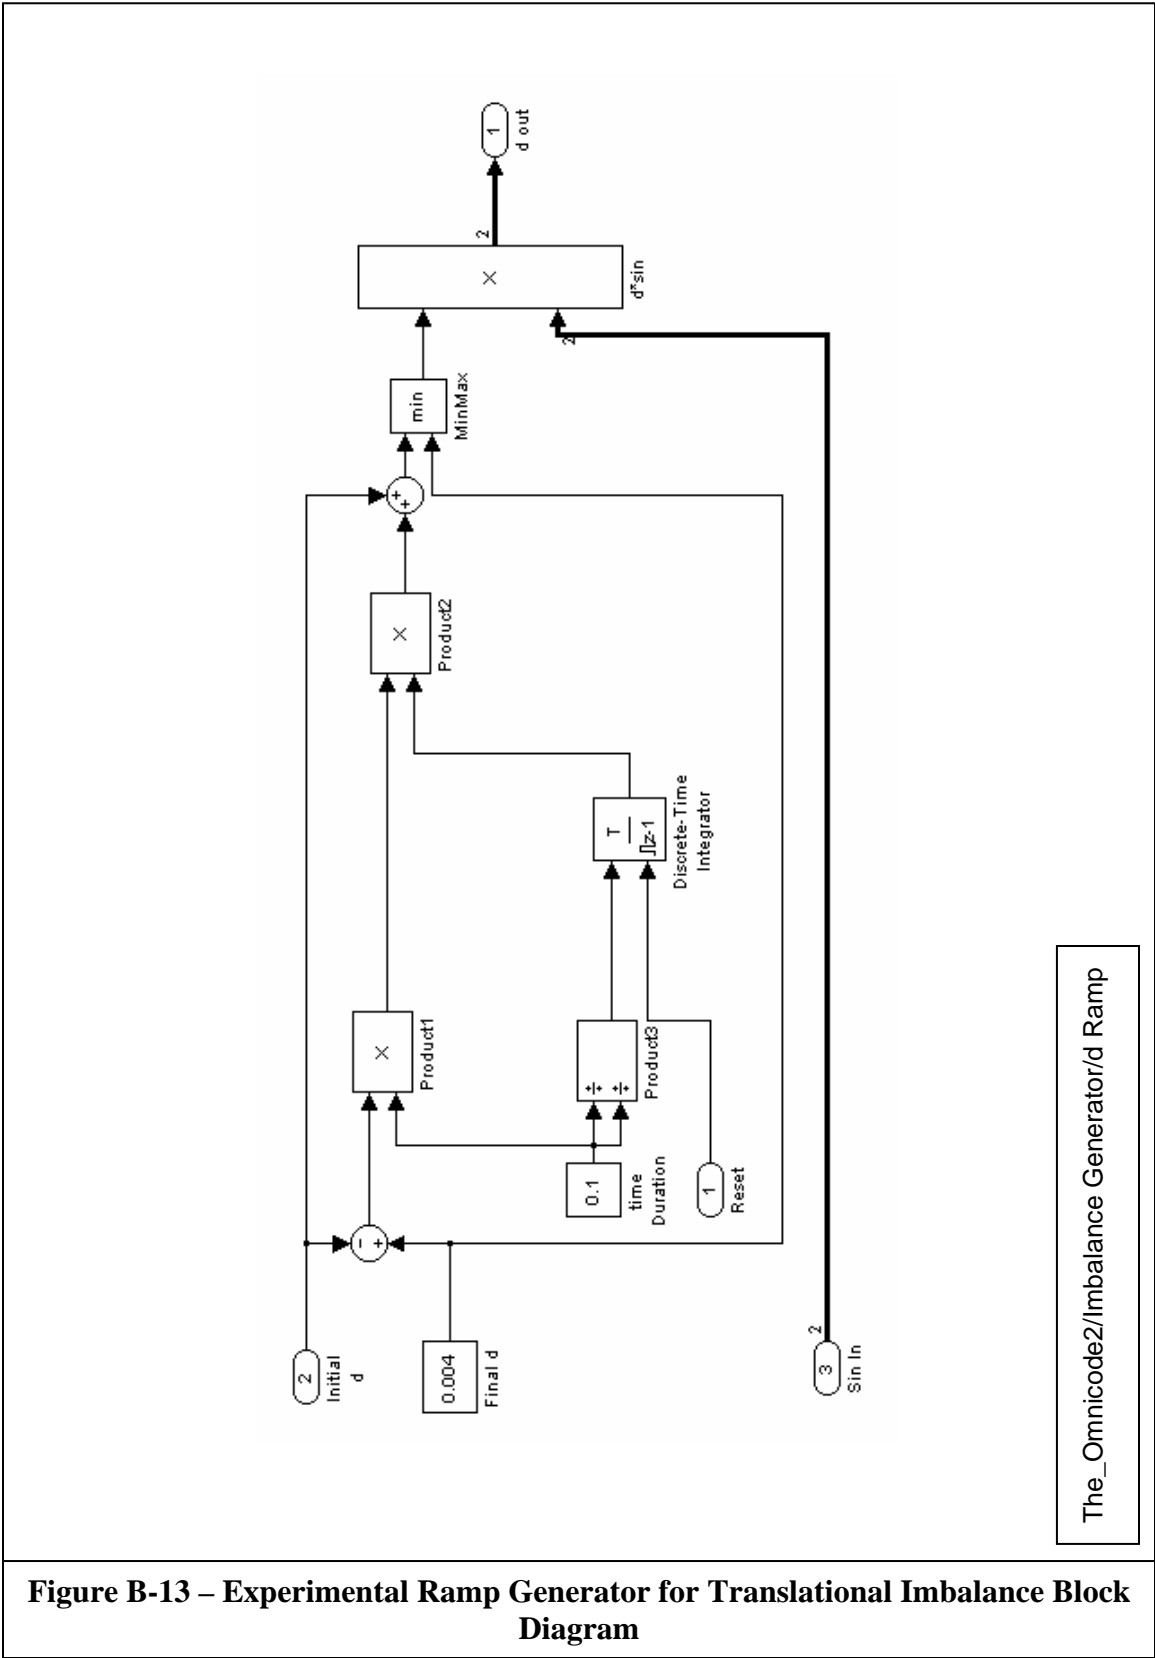 2
Initial
d
0.004
Final d
−
+
×
Product1
0.1
time
Duration
1
Reset
÷
÷
Product3
T
z-1
Discrete-Time
Integrator
×
Product2
+
+
min
MinMax
3
Sin In
2
2
×
d*sin
2
1
d out
The_Omnicode2/Imbalance Generator/d Ramp
Figure B-13 – Experimental Ramp Generator for Translational Imbalance Block
Diagram